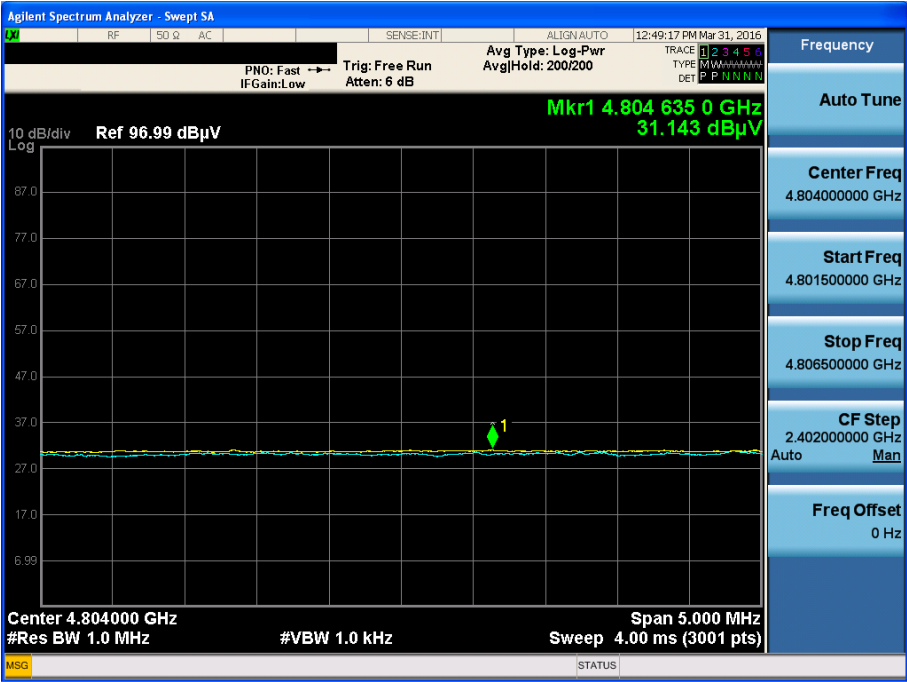 Agilent Spectrum Analyzer - Swept SA
LXI RF 50 Ω AC SENSE:INT ALIGN AUTO 12:49:17 PM Mar 31, 2016
PNO: Fast
IFGain:Low
Trig: Free Run
Atten: 6 dB
Avg Type: Log-Pwr
Avg|Hold: 200/200
TRACE 1 2 3 4 5 6
TYPE M W
DET P P N N N N
Mkr1 4.804 635 0 GHz
31.143 dBµV
10 dB/div
Log
Ref 96.99 dBµV
87.0
77.0
67.0
57.0
47.0
37.0
27.0
17.0
6.99
1
Center 4.804000 GHz
Span 5.000 MHz
#Res BW 1.0 MHz
#VBW 1.0 kHz
Sweep 4.00 ms (3001 pts)
MSG
STATUS
Frequency
Auto Tune
Center Freq
4.804000000 GHz
Start Freq
4.801500000 GHz
Stop Freq
4.806500000 GHz
CF Step
2.402000000 GHz
Auto Man
Freq Offset
0 Hz